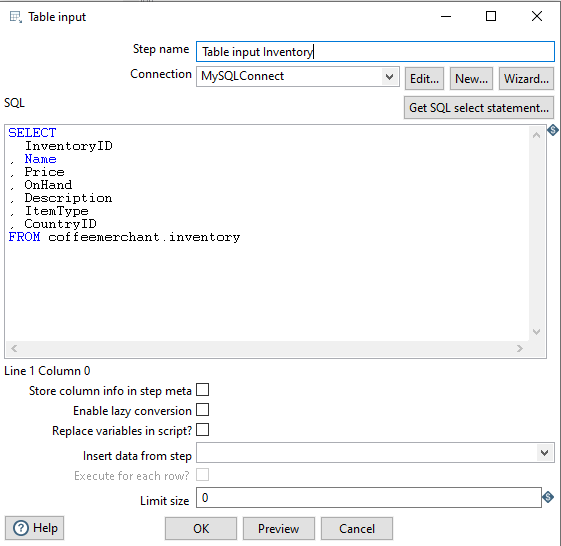 Table input
Step name Table input Inventory
Connection MySQLConnect Edit... New... Wizard...
SQL Get SQL select statement...
SELECT
InventoryID
, Name
, Price
, OnHand
, Description
, ItemType
, CountryID
FROM coffeemerchant.inventory
Line 1 Column 0
Store column info in step meta
Enable lazy conversion
Replace variables in script?
Insert data from step
Execute for each row?
Limit size 0
Help OK Preview Cancel